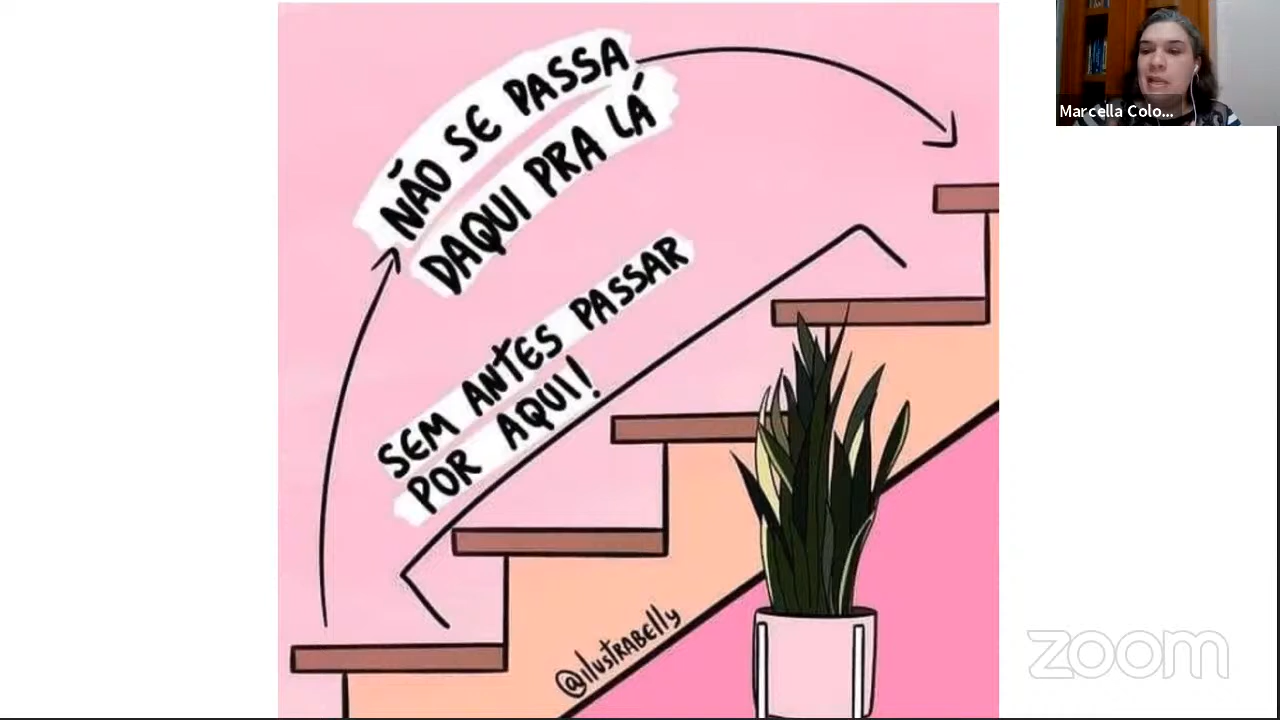 NÃO SE PASSA
DAQUI PRA LÁ
SEM ANTES PASSAR
POR AQUI!
@ilustrabelly
Marcella Colo...
zoom